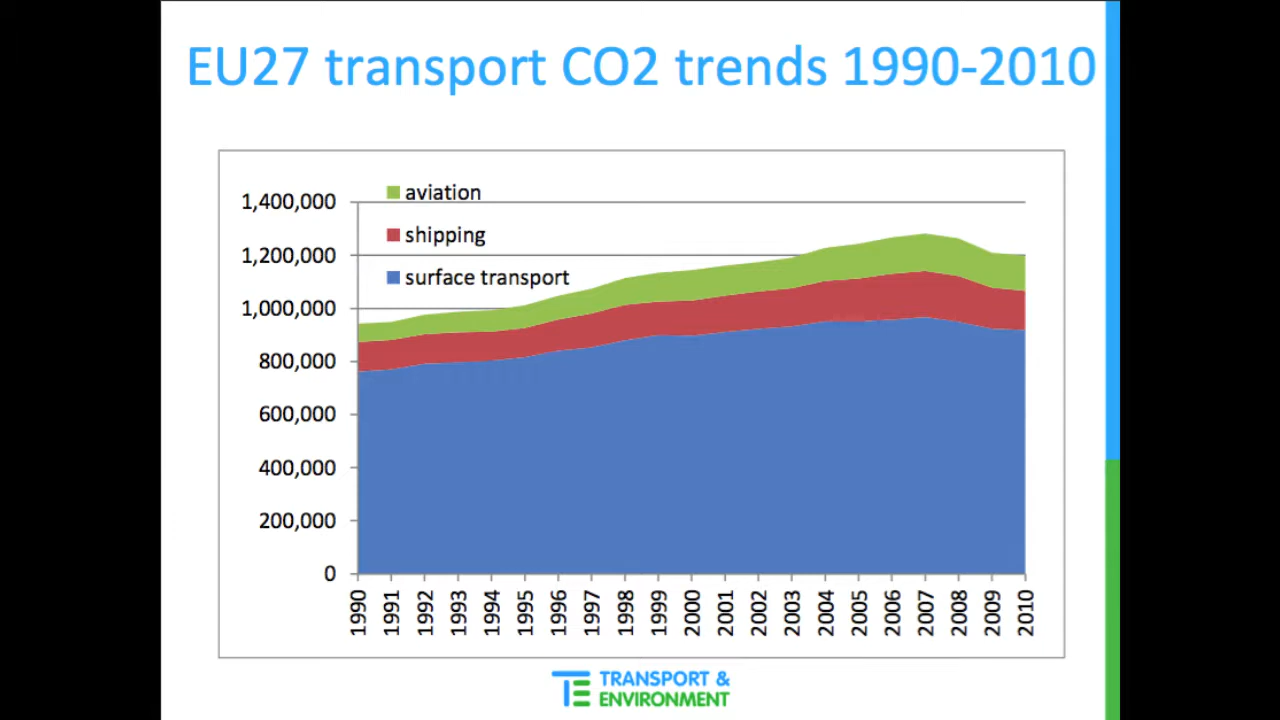 EU27 transport CO2 trends 1990-2010
aviation
1,400,000
shipping
1,200,000
surface transport
1,000,000
800,000
600,000
400,000
200,000
0
1990 1991 1992 1993 1994 1995 1996 1997 1998 1999 2000 2001 2002 2003 2004 2005 2006 2007 2008 2009 2010
TRANSPORT &
ENVIRONMENT